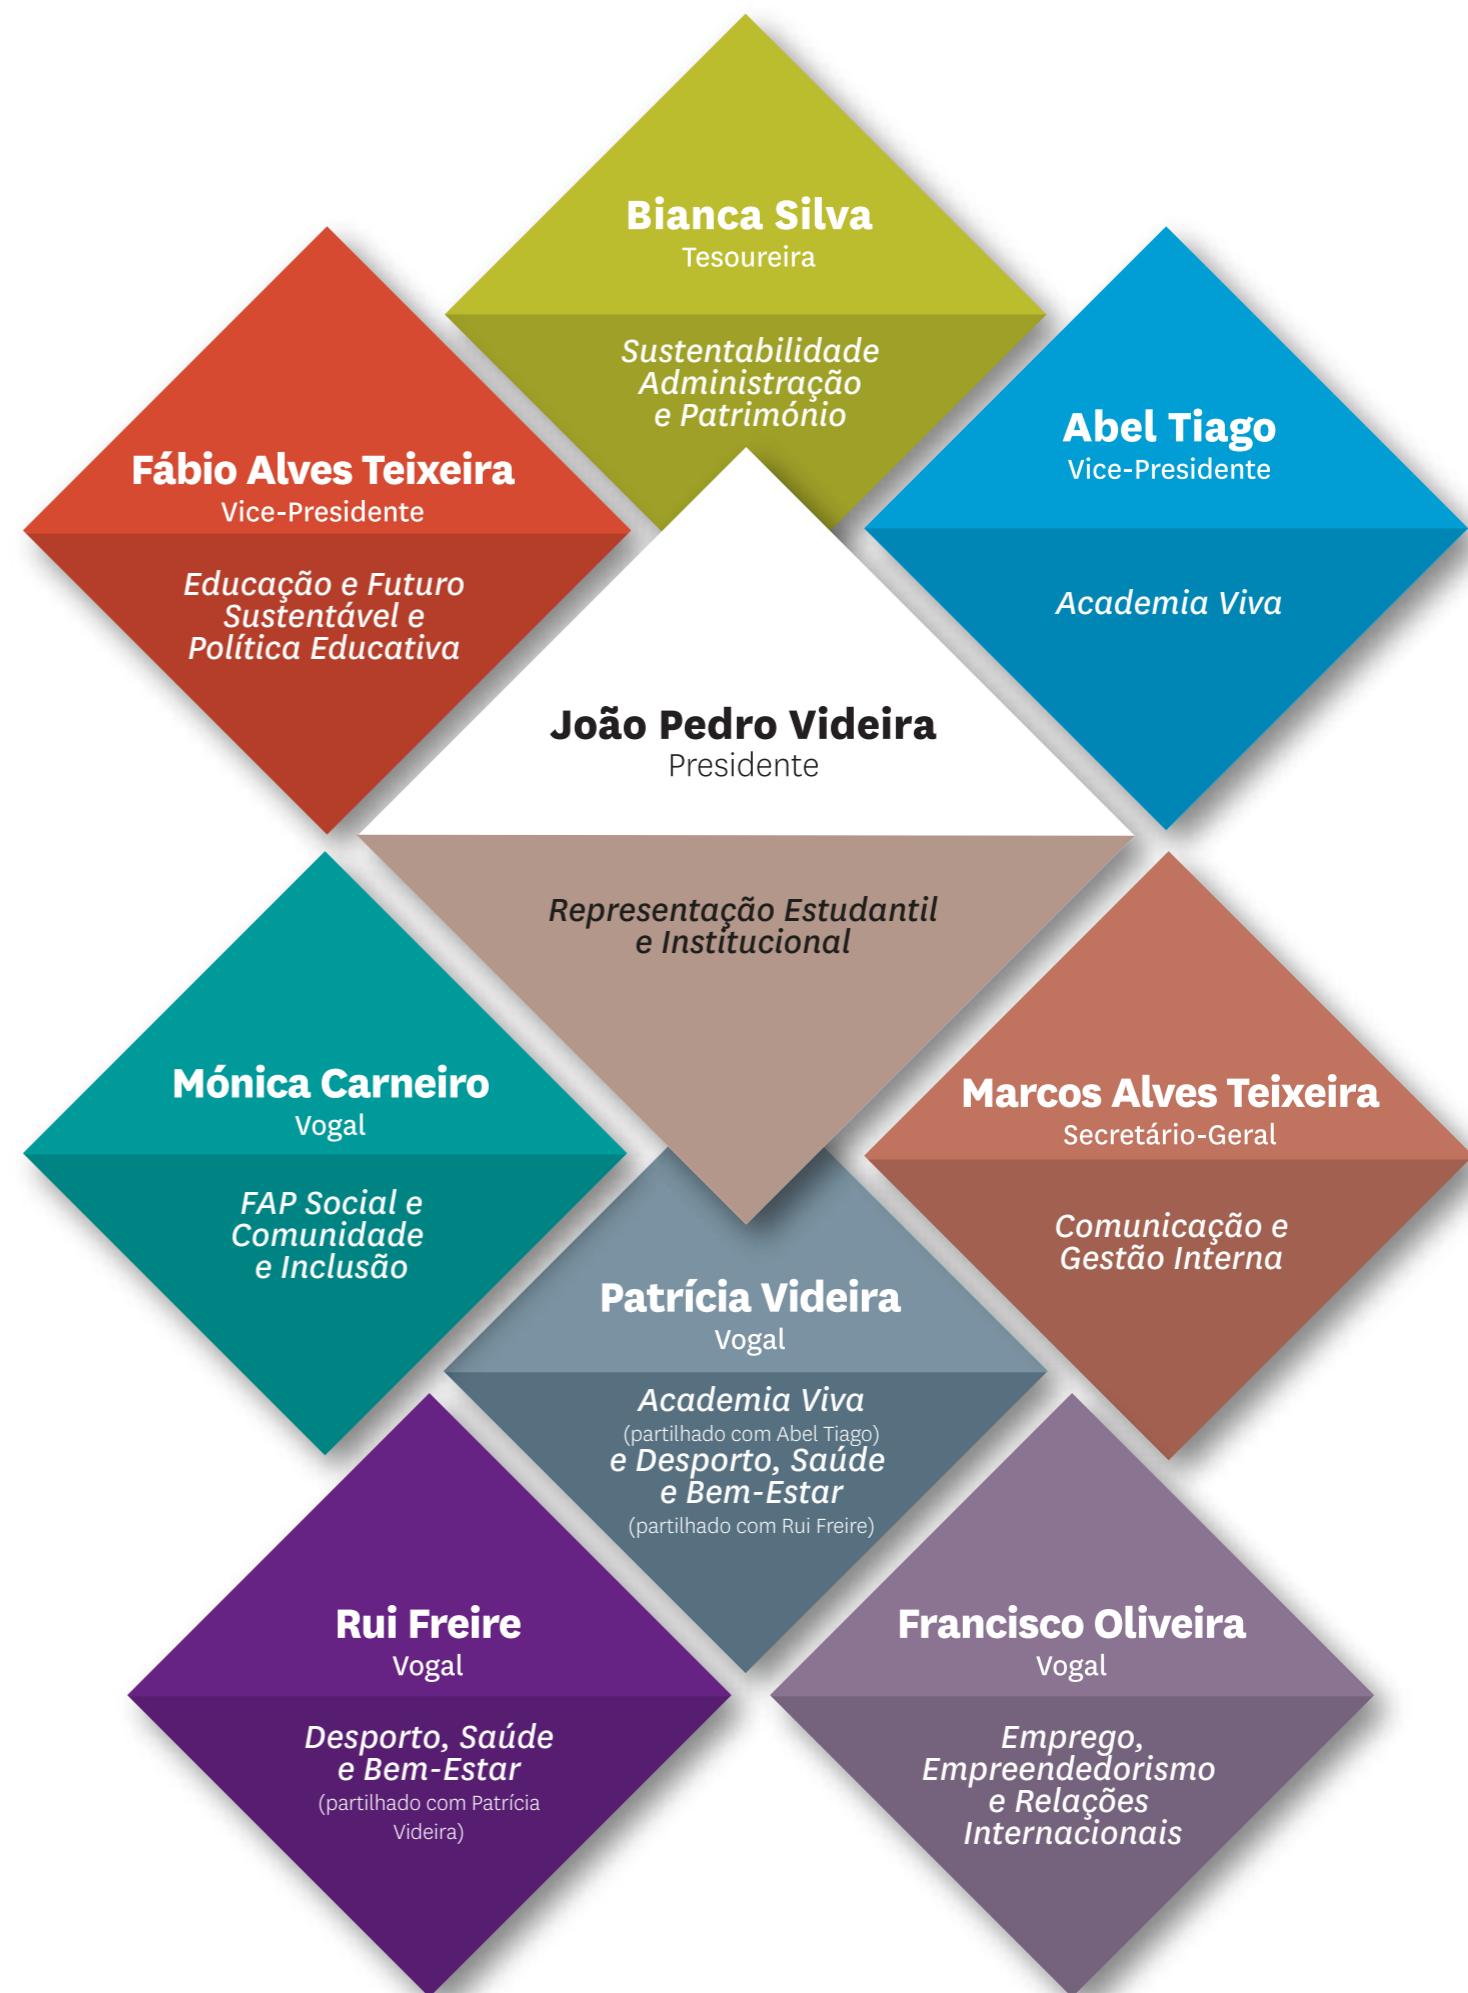 Bianca Silva
Tesoureira
Sustentabilidade
Administração
e Património
Fábio Alves Teixeira
Vice-Presidente
Educação e Futuro
Sustentável e
Política Educativa
Abel Tiago
Vice-Presidente
Academia Viva
João Pedro Videira
Presidente
Representação Estudantil
e Institucional
Mónica Carneiro
Vogal
FAP Social e
Comunidade
e Inclusão
Marcos Alves Teixeira
Secretário-Geral
Comunicação e
Gestão Interna
Patrícia Videira
Vogal
Academia Viva
(partilhado com Abel Tiago)
e Desporto, Saúde
e Bem-Estar
(partilhado com Rui Freire)
Rui Freire
Vogal
Desporto, Saúde
e Bem-Estar
(partilhado com Patrícia
Videira)
Francisco Oliveira
Vogal
Emprego,
Empreendedorismo
e Relações
Internacionais